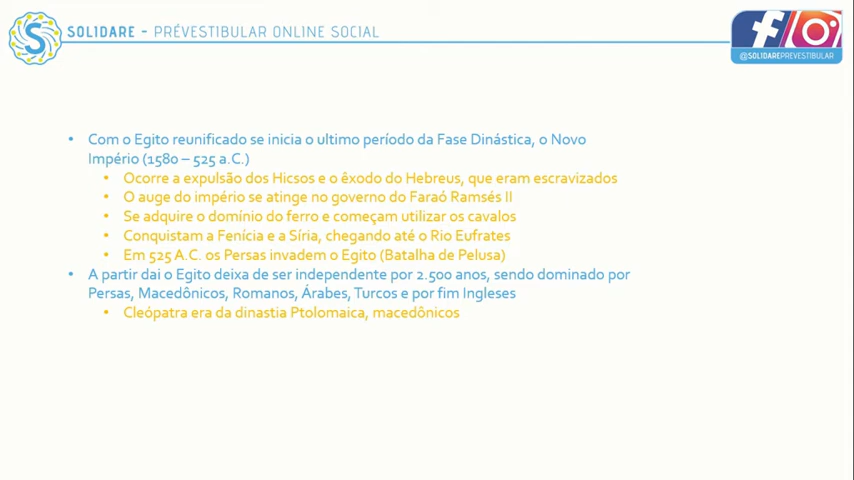 SOLIDARE - PRÉVESTIBULAR ONLINE SOCIAL
@SOLIDAREPREVESTIBULAR
• Com o Egito reunificado se inicia o ultimo período da Fase Dinástica, o Novo
Império (1580 – 525 a.C.)
• Ocorre a expulsão dos Hicsos e o êxodo do Hebreus, que eram escravizados
• O auge do império se atinge no governo do Faraó Ramsés II
• Se adquire o domínio do ferro e começam utilizar os cavalos
• Conquistam a Fenícia e a Síria, chegando até o Rio Eufrates
• Em 525 A.C. os Persas invadem o Egito (Batalha de Pelusa)
• A partir dai o Egito deixa de ser independente por 2.500 anos, sendo dominado por
Persas, Macedônicos, Romanos, Árabes, Turcos e por fim Ingleses
• Cleópatra era da dinastia Ptolomaica, macedônicos